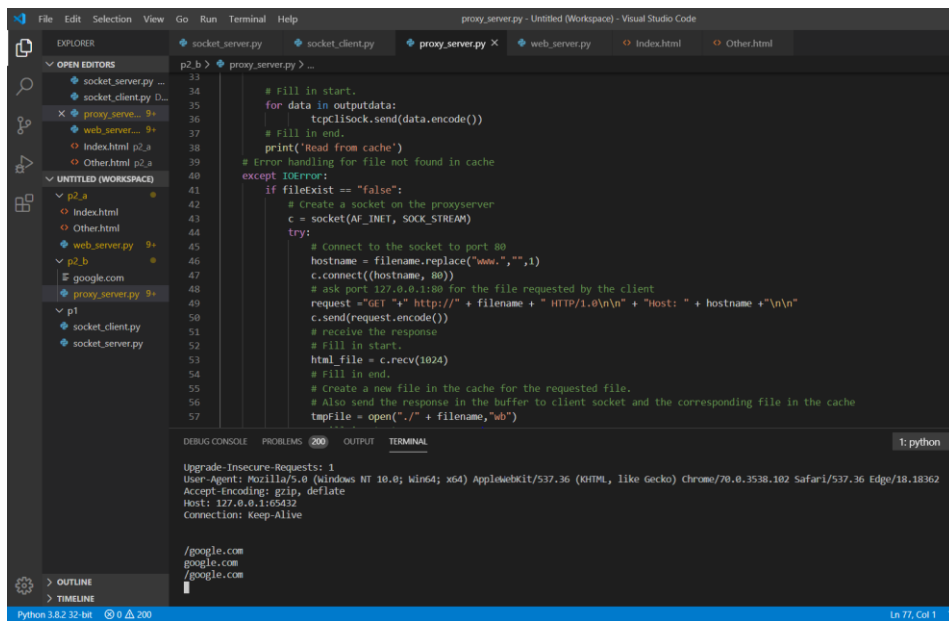 File Edit Selection View Go Run Terminal Help proxy_server.py - Untitled (Workspace) - Visual Studio Code
EXPLORER
OPEN EDITORS
socket_server.py ...
socket_client.py D...
× proxy_serve... 9+
web_server.... 9+
Index.html p2_a
Other.html p2_a
UNTITLED (WORKSPACE)
p2_a
Index.html
Other.html
web_server.py 9+
p2_b
google.com
proxy_server.py 9+
p1
socket_client.py
socket_server.py
OUTLINE
TIMELINE
socket_server.py socket_client.py proxy_server.py × web_server.py Index.html Other.html
p2_b > proxy_server.py > ...
33
34 # Fill in start.
35 for data in outputdata:
36 tcpCliSock.send(data.encode())
37 # Fill in end.
38 print('Read from cache')
39 # Error handling for file not found in cache
40 except IOError:
41 if fileExist == "false":
42 # Create a socket on the proxyserver
43 c = socket(AF_INET, SOCK_STREAM)
44 try:
45 # Connect to the socket to port 80
46 hostname = filename.replace("www.","",1)
47 c.connect((hostname, 80))
48 # ask port 127.0.0.1:80 for the file requested by the client
49 request ="GET "+" http://" + filename + " HTTP/1.0\n\n" + "Host: " + hostname +"\n\n"
50 c.send(request.encode())
51 # receive the response
52 # Fill in start.
53 html_file = c.recv(1024)
54 # Fill in end.
55 # Create a new file in the cache for the requested file.
56 # Also send the response in the buffer to client socket and the corresponding file in the cache
57 tmpFile = open("./" + filename,"wb")
DEBUG CONSOLE PROBLEMS 200 OUTPUT TERMINAL 1: python
Upgrade-Insecure-Requests: 1
User-Agent: Mozilla/5.0 (Windows NT 10.0; Win64; x64) AppleWebKit/537.36 (KHTML, like Gecko) Chrome/70.0.3538.102 Safari/537.36 Edge/18.18362
Accept-Encoding: gzip, deflate
Host: 127.0.0.1:65432
Connection: Keep-Alive
/google.com
google.com
/google.com
Python 3.8.2 32-bit 0 200 Ln 77, Col 1